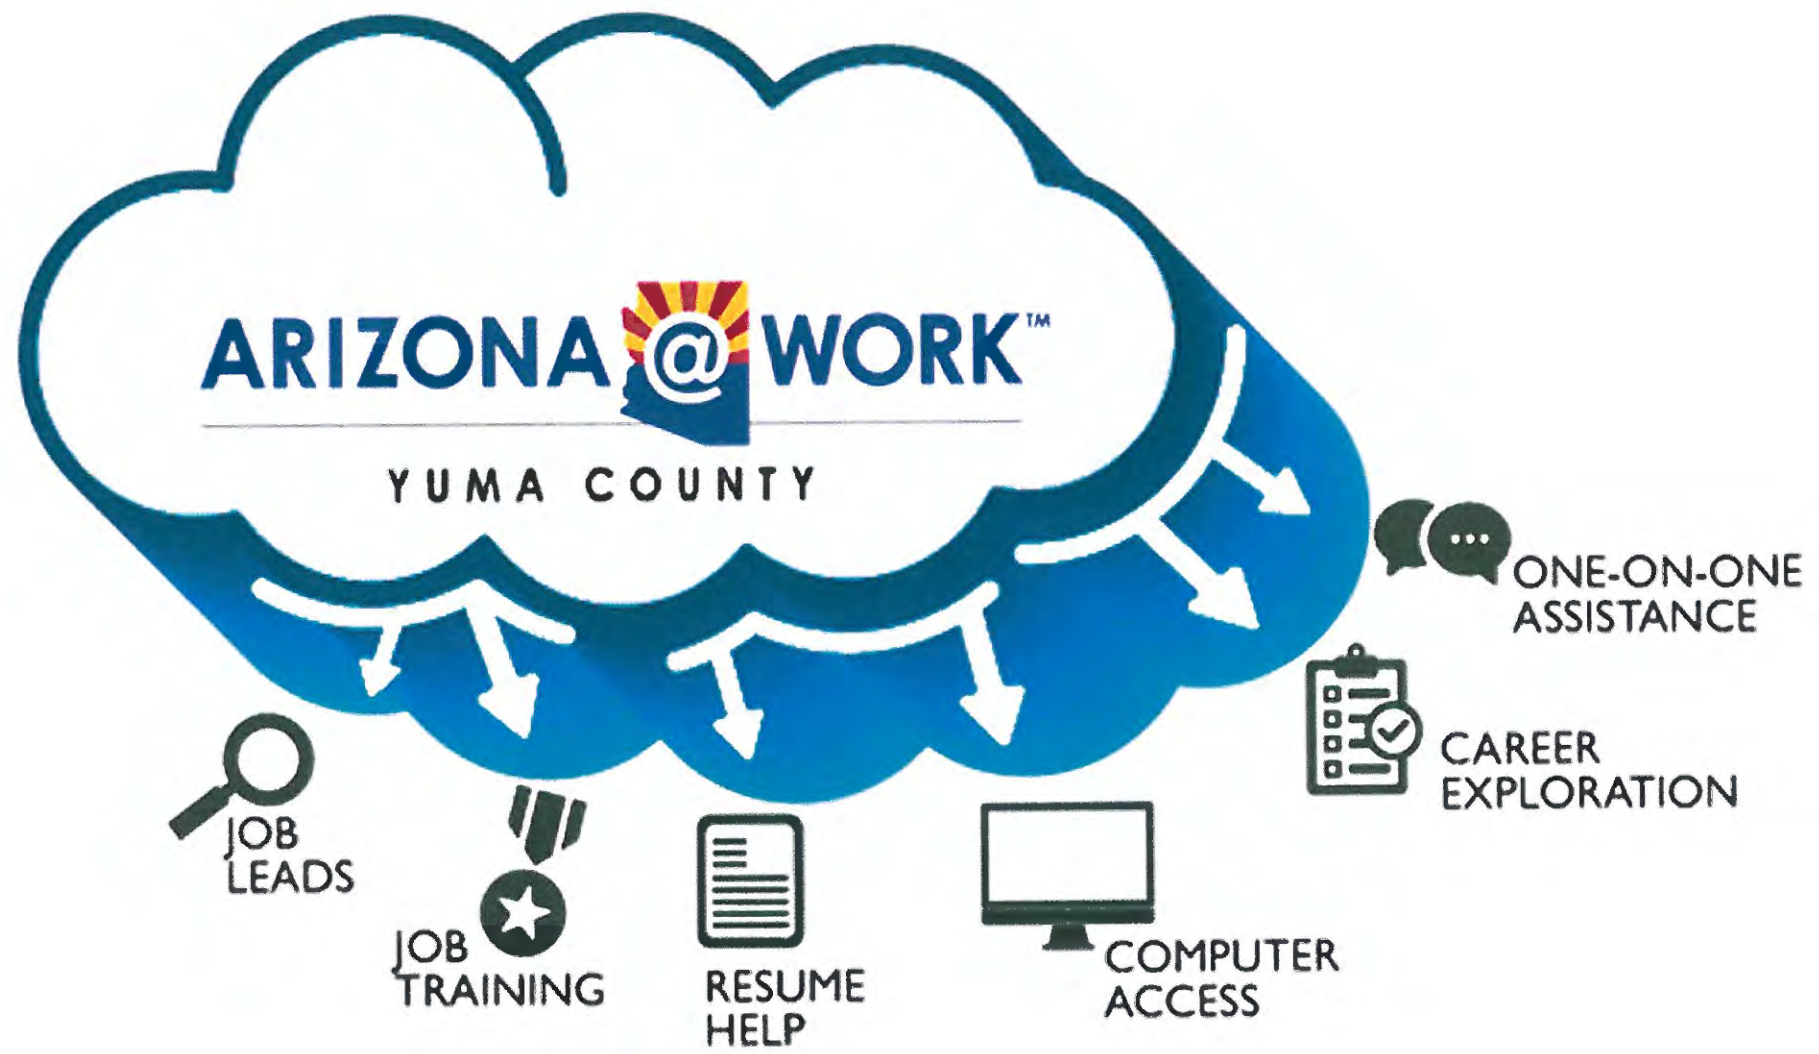 ARIZONA @ WORK™
YUMA COUNTY
ONE-ON-ONE
ASSISTANCE
CAREER
EXPLORATION
JOB
LEADS
JOB
TRAINING
RESUME
HELP
COMPUTER
ACCESS